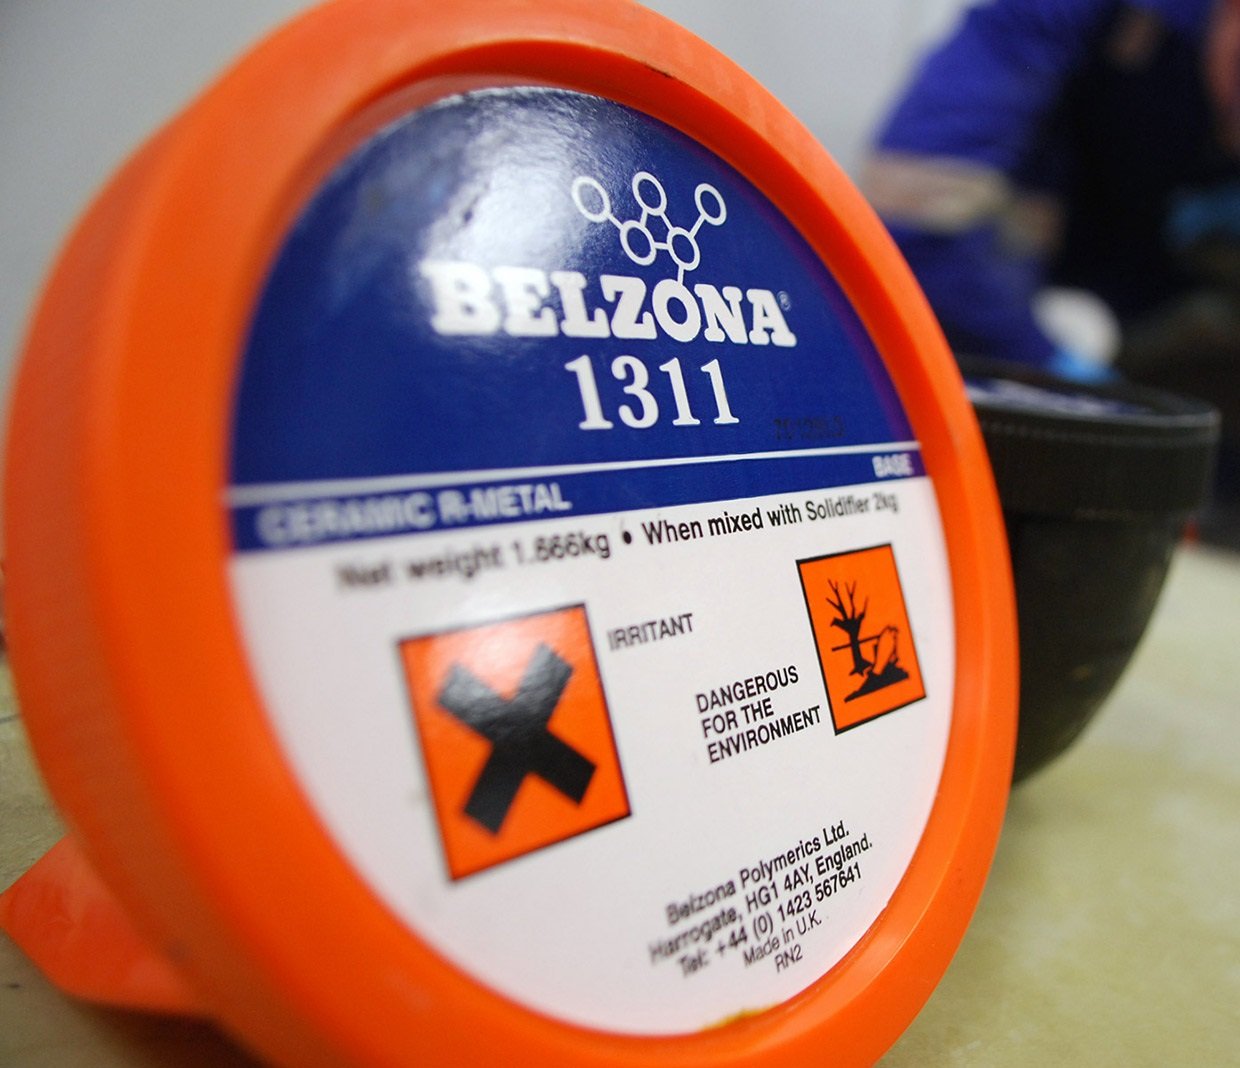 BELZONA®
1311
BASE
CERAMIC R-METAL
Net weight 1.666kg • When mixed with Solidifier 2kg
IRRITANT
DANGEROUS
FOR THE
ENVIRONMENT
Belzona Polymerics Ltd.
Harrogate, HG1 4AY, England.
Tel: +44 (0) 1423 567641
Made in U.K.
RN2